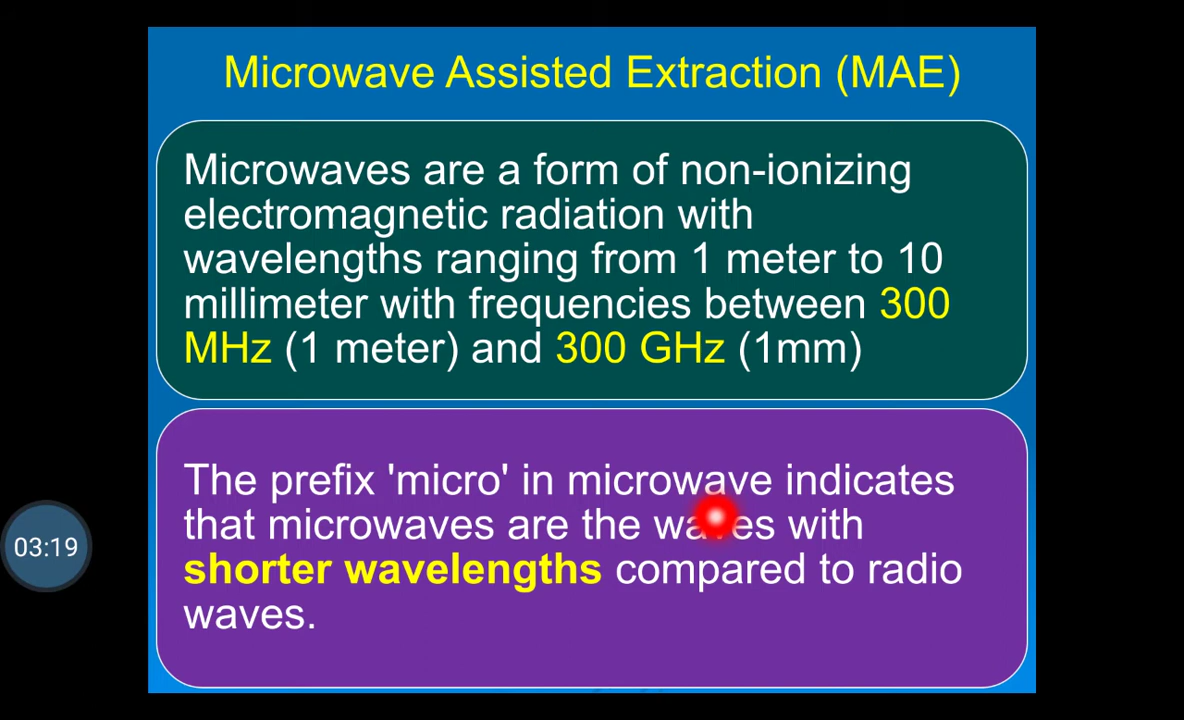 Microwave Assisted Extraction (MAE)
Microwaves are a form of non-ionizing
electromagnetic radiation with
wavelengths ranging from 1 meter to 10
millimeter with frequencies between 300
MHz (1 meter) and 300 GHz (1mm)
The prefix 'micro' in microwave indicates
that microwaves are the waves with
shorter wavelengths compared to radio
waves.
03:19